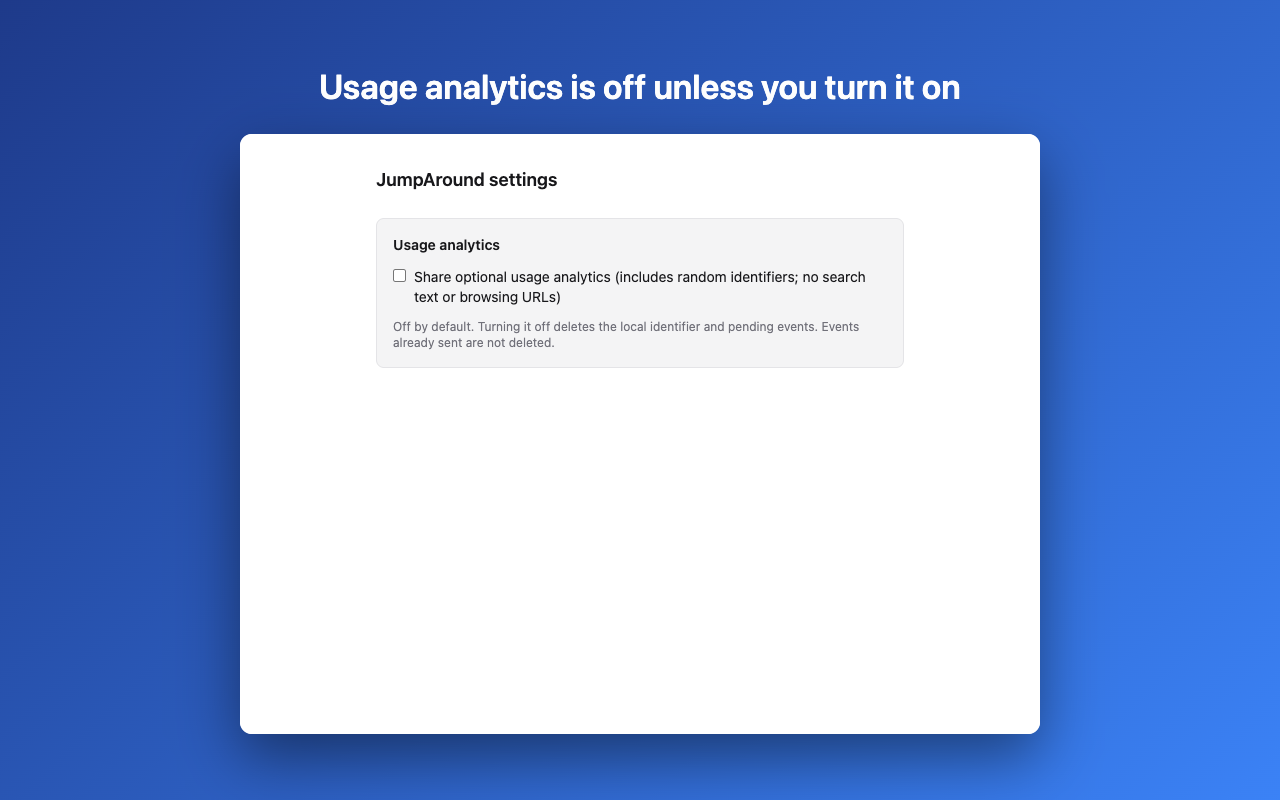 Usage analytics is off unless you turn it on
JumpAround settings
Usage analytics
Share optional usage analytics (includes random identifiers; no search
text or browsing URLs)
Off by default. Turning it off deletes the local identifier and pending events. Events
already sent are not deleted.